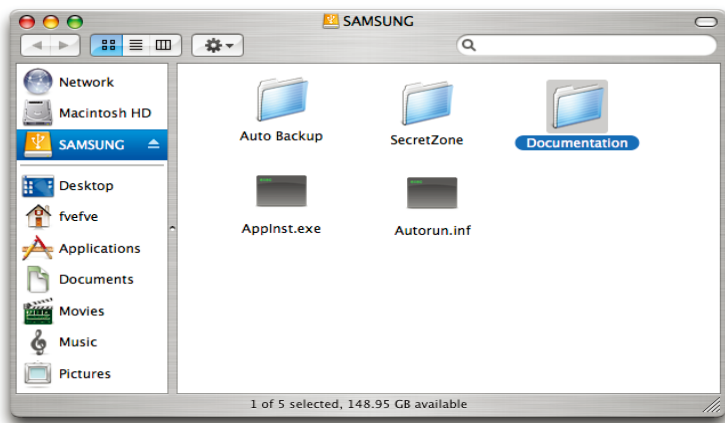 SAMSUNG
Network
Macintosh HD
SAMSUNG
Desktop
fvefve
Applications
Documents
Movies
Music
Pictures
Auto Backup
SecretZone
Documentation
AppInst.exe
Autorun.inf
1 of 5 selected, 148.95 GB available